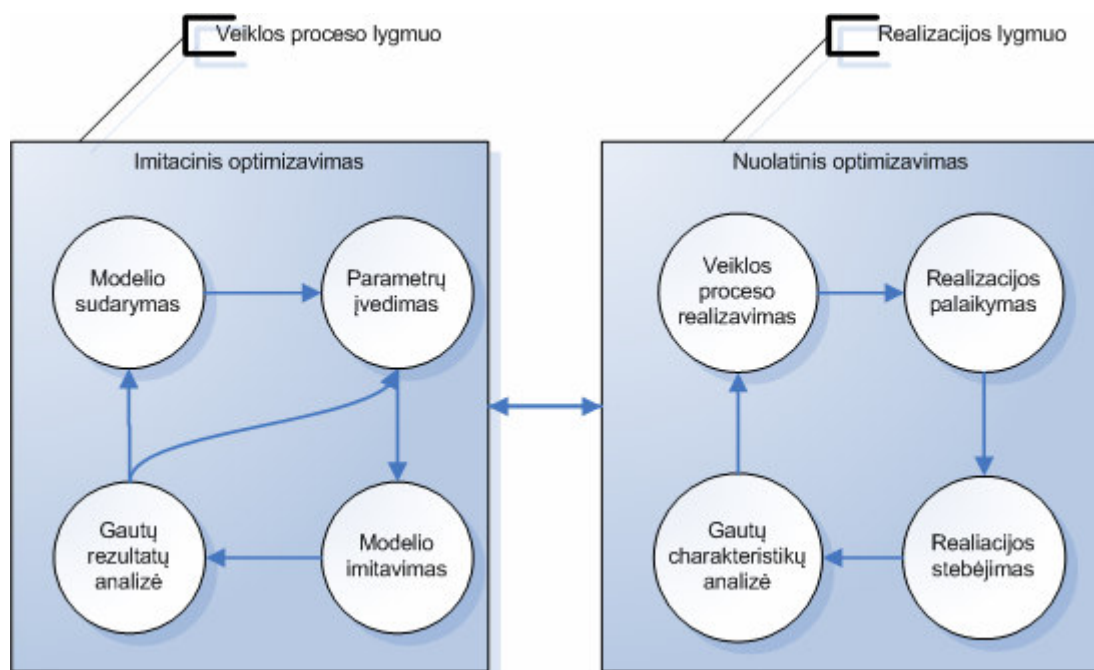 Veiklos proceso lygmuo
Realizacijos lygmuo
Imitacinis optimizavimas
Modelio
sudarymas
Parametrų
įvedimas
Gautų
rezultatų
analizė
Modelio
imitavimas
Nuolatinis optimizavimas
Veiklos
proceso
realizavimas
Realizacijos
palaikymas
Gautų
charakteristikų
analizė
Realiacijos
stebėjimas